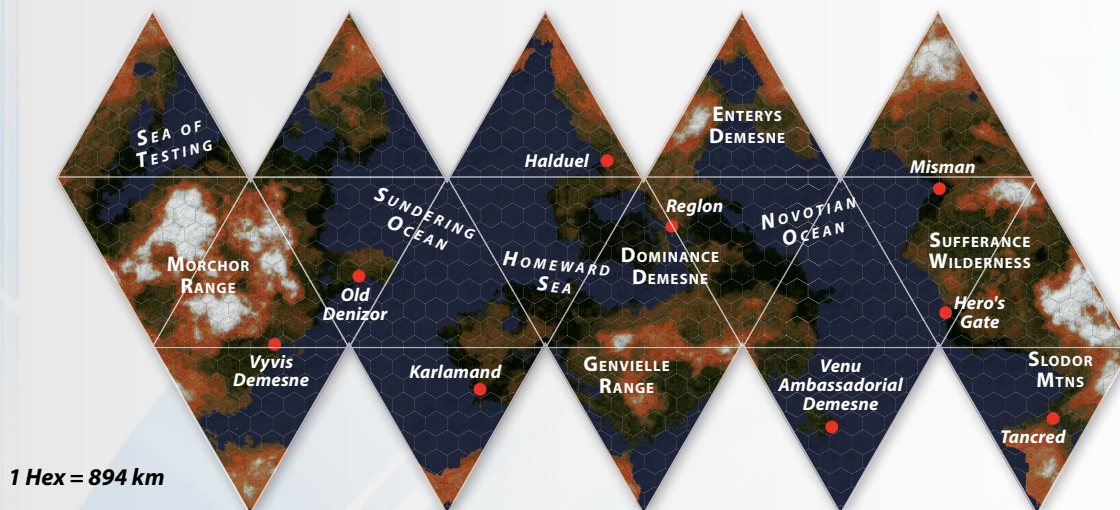 SEA OF
TESTING
ENTERYS
DEMESNE
Halduel
Misman
SUNDERING
OCEAN
Reglon
NOVOTIAN
OCEAN
MORCHOR
RANGE
HOMEWARD
SEA
DOMINANCE
DEMESNE
SUFFERANCE
WILDERNESS
Old
Denizor
Hero's
Gate
Vyvis
Demesne
Karlamand
GENVIELLE
RANGE
Venu
Ambassadorial
Demesne
SLODOR
MTNS
Tancred
1 Hex = 894 km